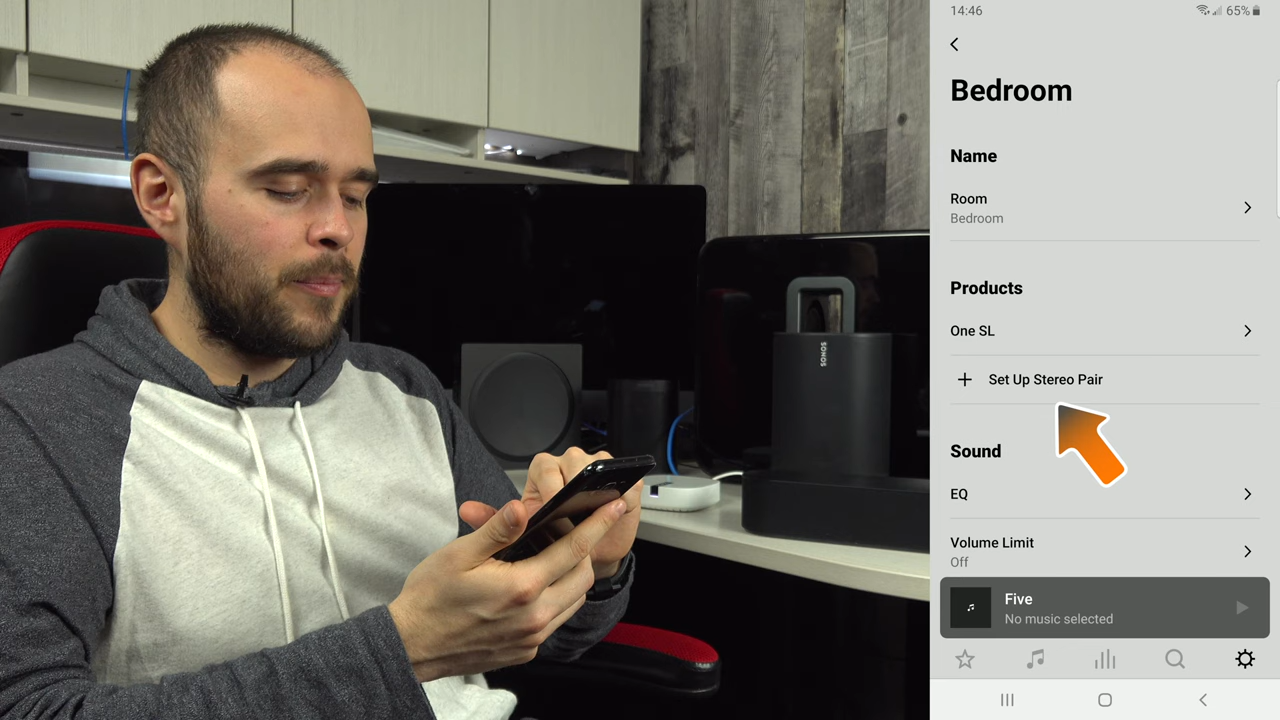 SONOS
14:46
65%
Bedroom
Name
Room
Bedroom
Products
One SL
Set Up Stereo Pair
Sound
EQ
Volume Limit
Off
Five
No music selected